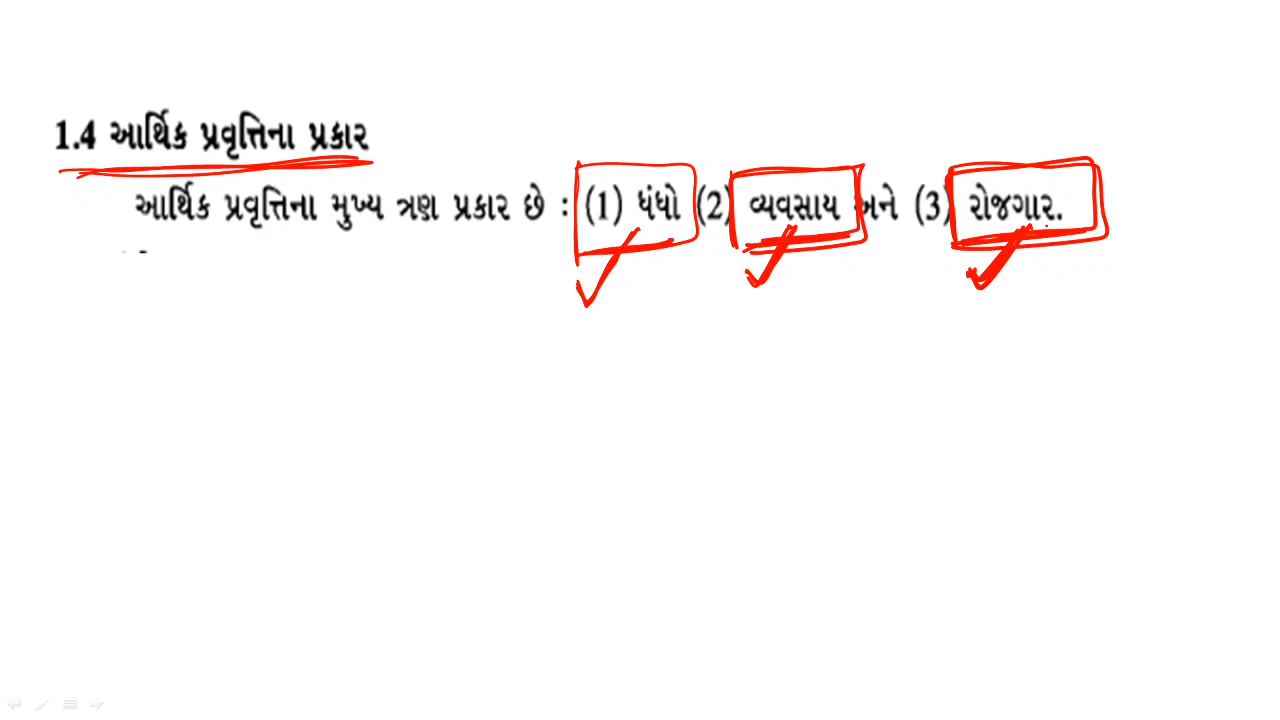 1.4 આર્થિક પ્રવૃત્તિના પ્રકાર
આર્થિક પ્રવૃત્તિના મુખ્ય ત્રણ પ્રકાર છે : (1) ધંધો (2) વ્યવસાય અને (3) રોજગાર.